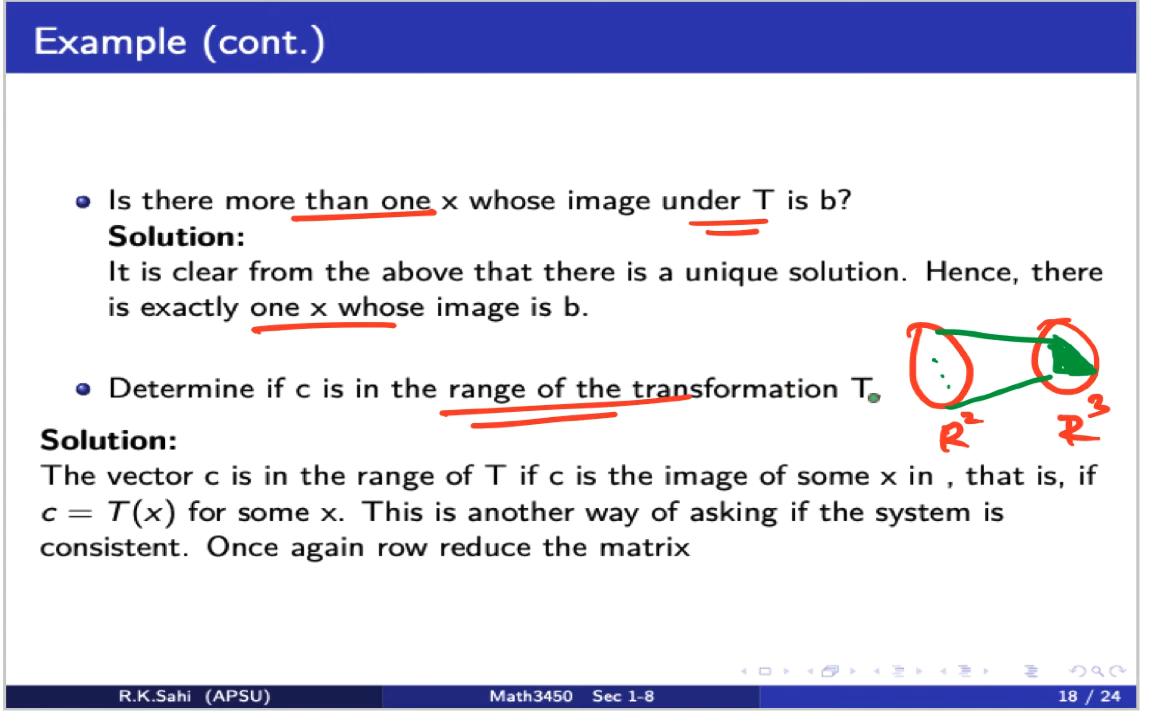 Example (cont.)
Is there more than one x whose image under T is b?
Solution:
It is clear from the above that there is a unique solution. Hence, there
is exactly one x whose image is b.
Determine if c is in the range of the transformation T.
R²
R³
Solution:
The vector c is in the range of T if c is the image of some x in , that is, if
c = T(x) for some x. This is another way of asking if the system is
consistent. Once again row reduce the matrix
R.K.Sahi (APSU)
Math3450 Sec 1-8
18 / 24